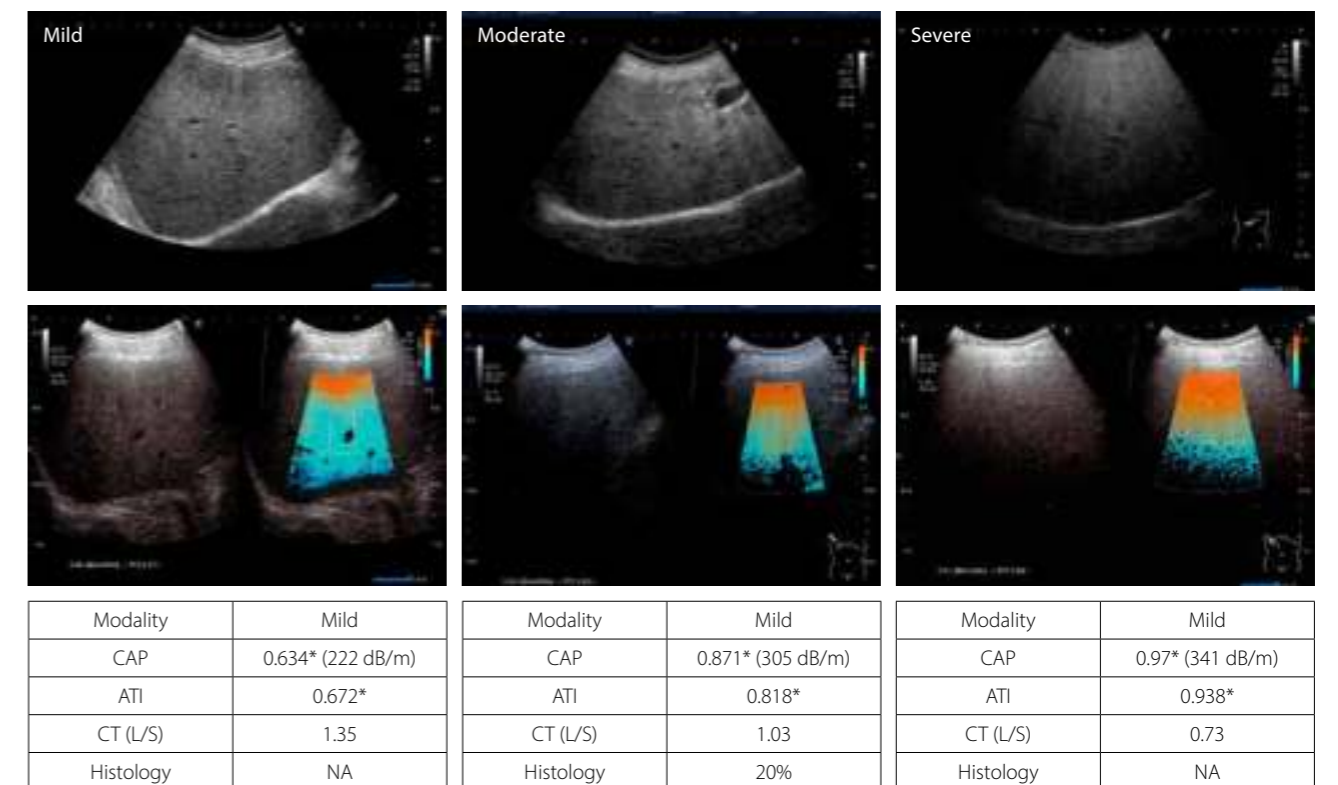 Mild Moderate Severe
Modality Mild Modality Mild Modality Mild
CAP 0.634* (222 dB/m) CAP 0.871* (305 dB/m) CAP 0.97* (341 dB/m)
ATI 0.672* ATI 0.818* ATI 0.938*
CT (L/S) 1.35 CT (L/S) 1.03 CT (L/S) 0.73
Histology NA Histology 20% Histology NA